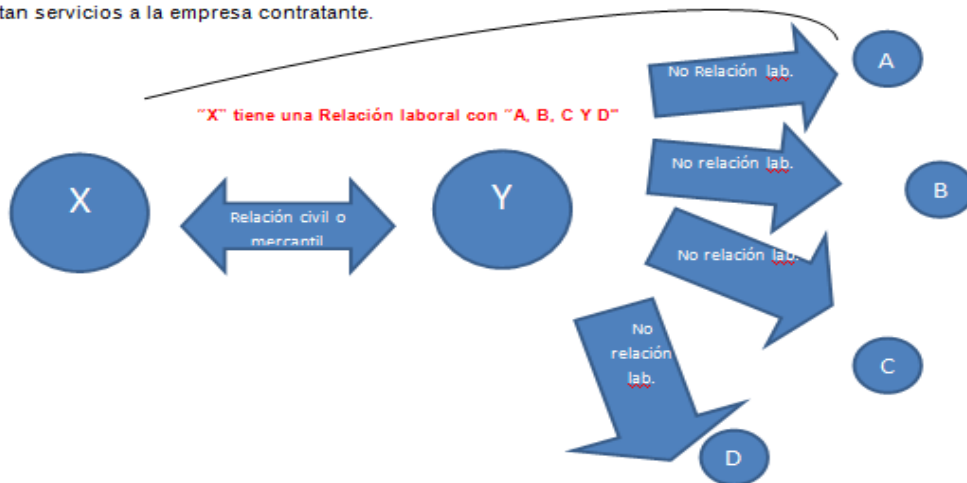 tan servicios a la empresa contratante.
"X" tiene una Relación laboral con "A, B, C Y D"
X
Relación civil o
mercantil
Y
No Relación lab.
A
No relación lab.
B
No relación lab.
C
No
relación
lab.
D